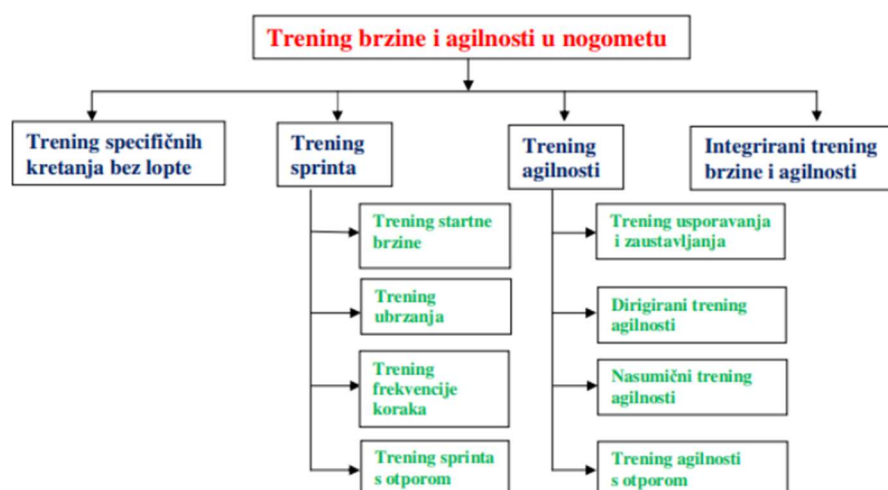 Trening brzine i agilnosti u nogometu
Trening specifičnih
kretanja bez lopte
Trening
sprinta
Trening
agilnosti
Integrirani trening
brzine i agilnosti
Trening startne
brzine
Trening
ubrzanja
Trening
frekvencije
koraka
Trening sprinta
s otporom
Trening usporavanja
i zaustavljanja
Dirigirani trening
agilnosti
Nasumični trening
agilnosti
Trening agilnosti
s otporom